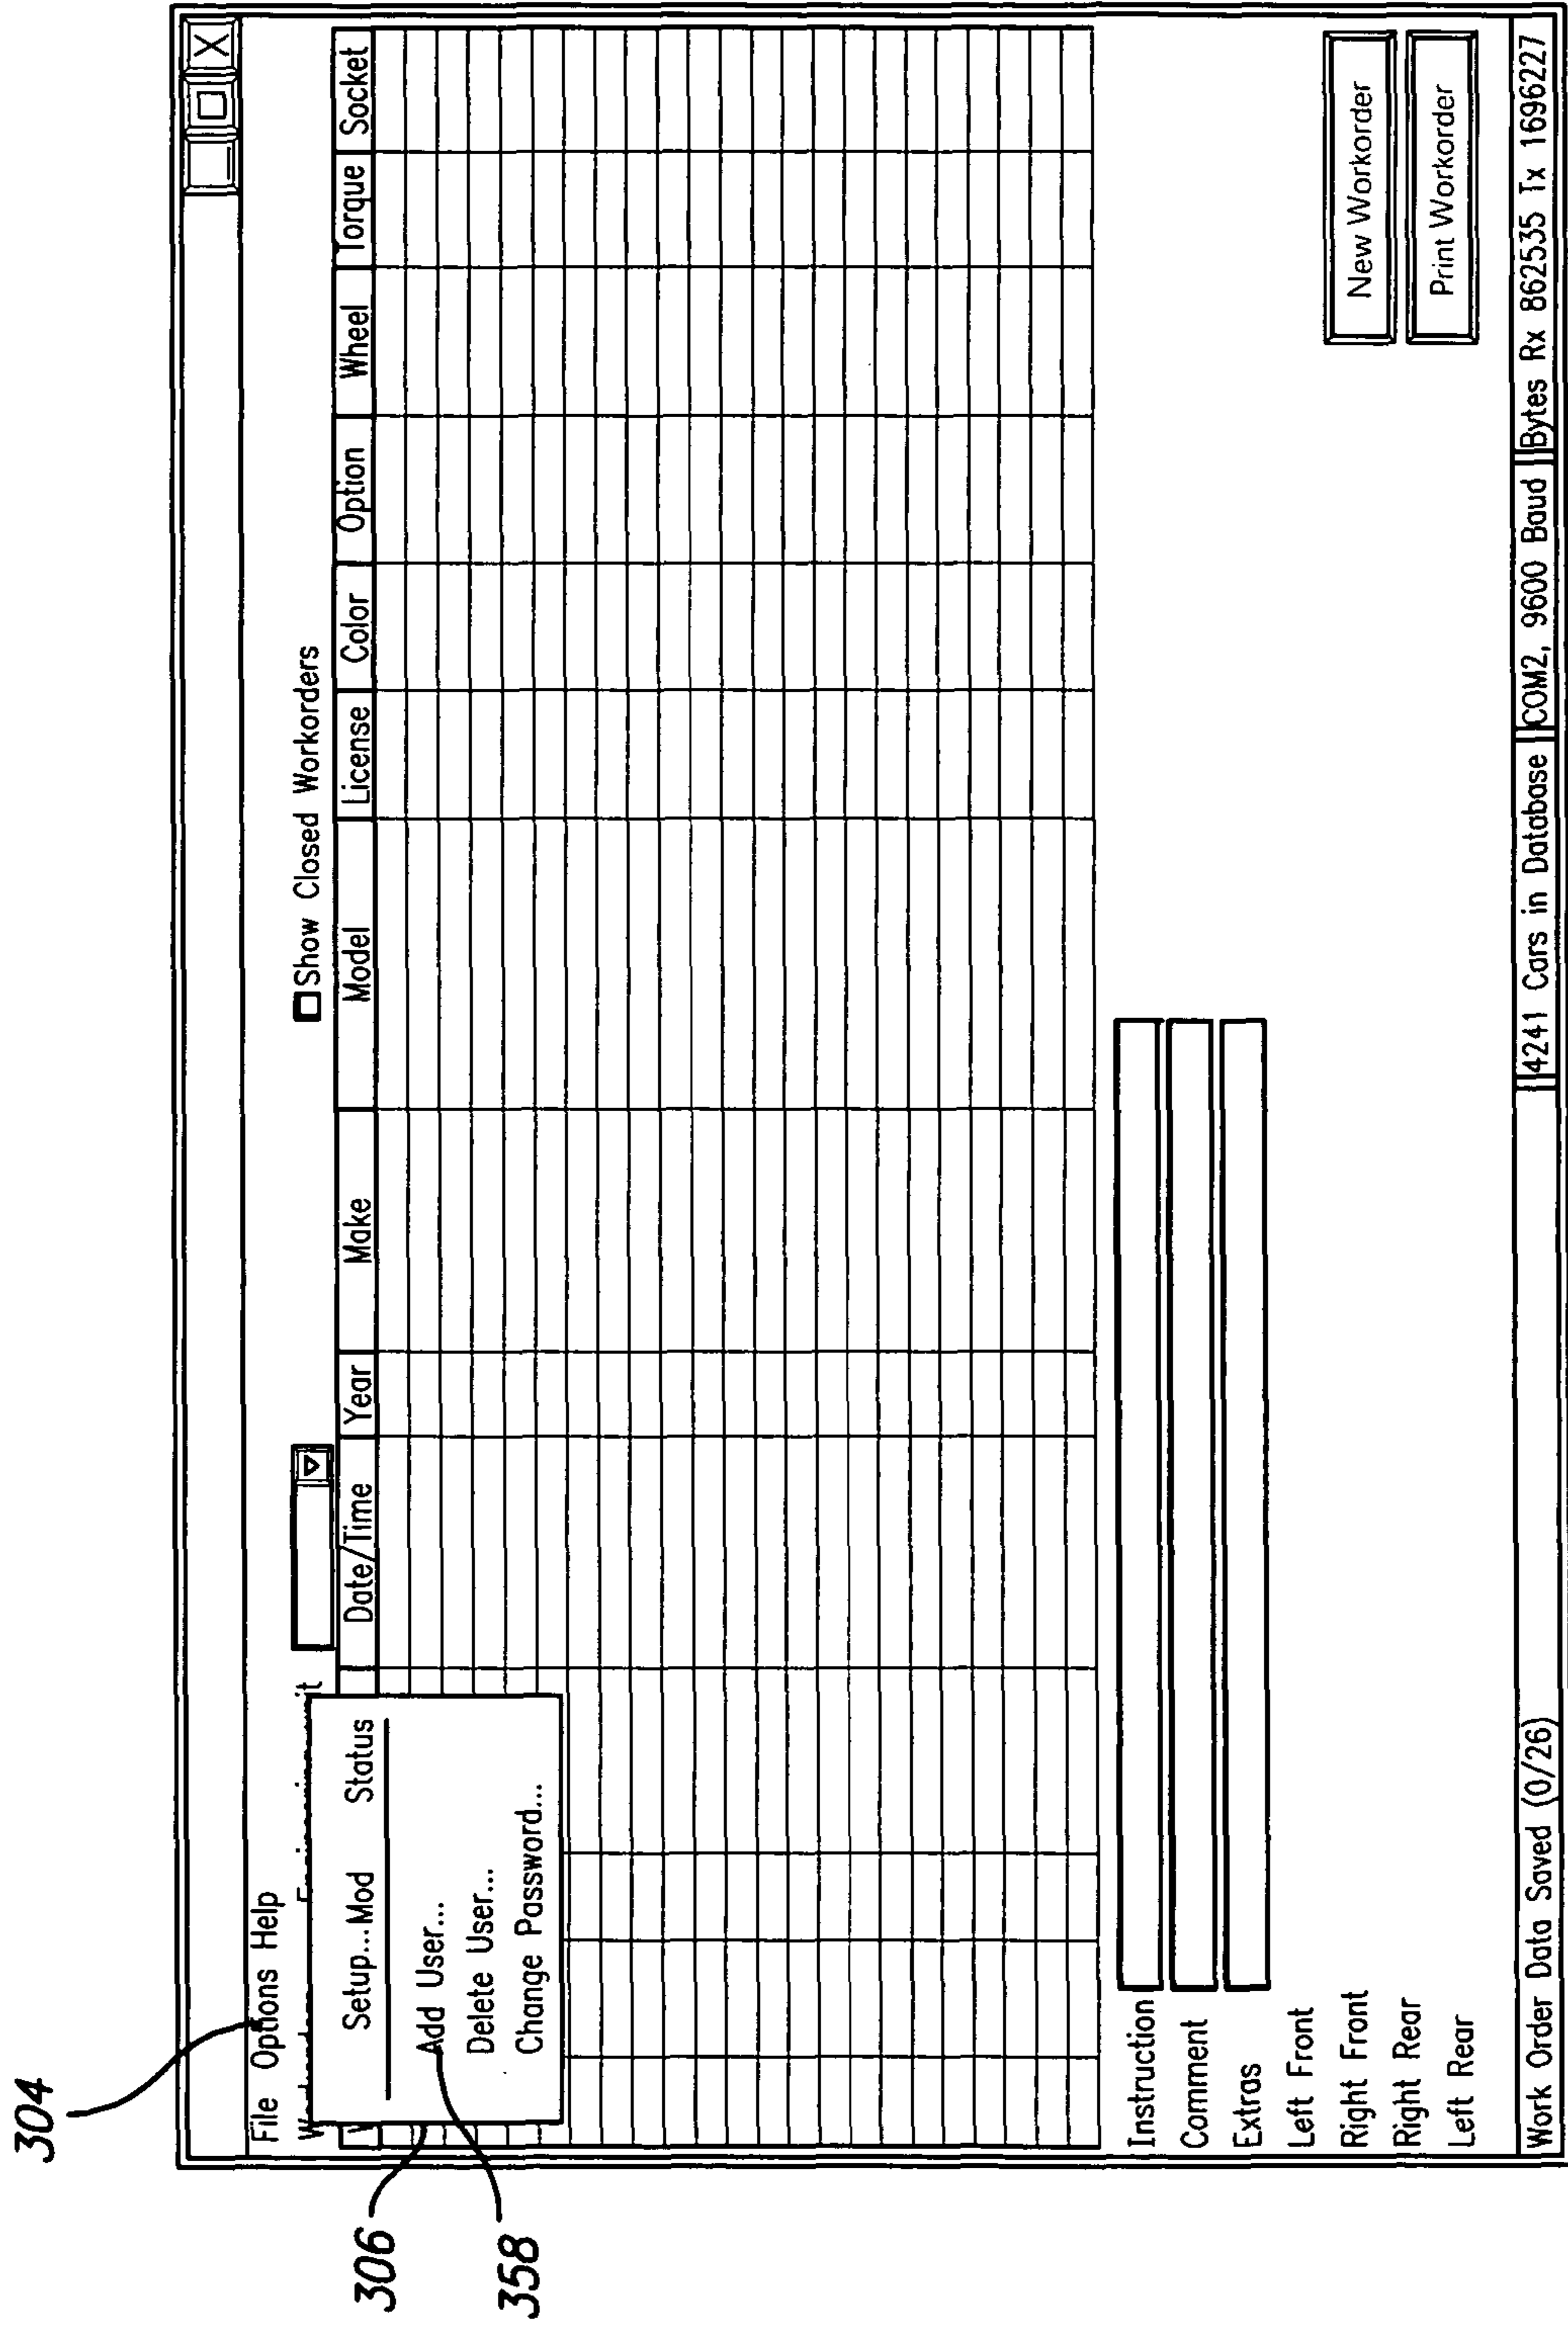 304
File Options Help
□Show Closed Workorders
Date/Time Year Make Model License Color Option Wheel Torque Socket
306
Setup...Mod Status
358
Add User...
Delete User...
Change Password...
Instruction
Comment
Extras
Left Front
Right Front
Right Rear
Left Rear
New Workorder
Print Workorder
Work Order Data Saved (0/26) 4241 Cars in Database COM2, 9600 Baud Bytes Rx 862535 Tx 1696227